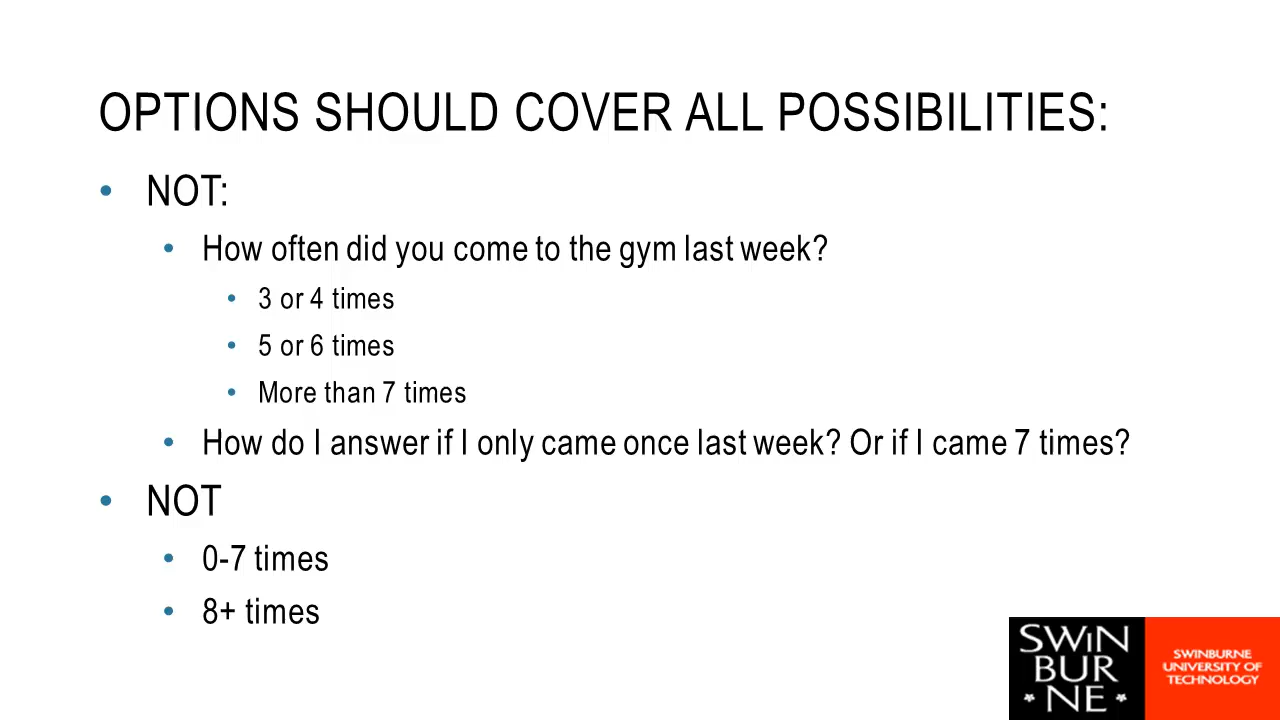 OPTIONS SHOULD COVER ALL POSSIBILITIES:
• NOT:
• How often did you come to the gym last week?
• 3 or 4 times
• 5 or 6 times
• More than 7 times
• How do I answer if I only came once last week? Or if I came 7 times?
• NOT
• 0-7 times
• 8+ times
SWiN
BUR
NE
SWINBURNE
UNIVERSITY OF
TECHNOLOGY